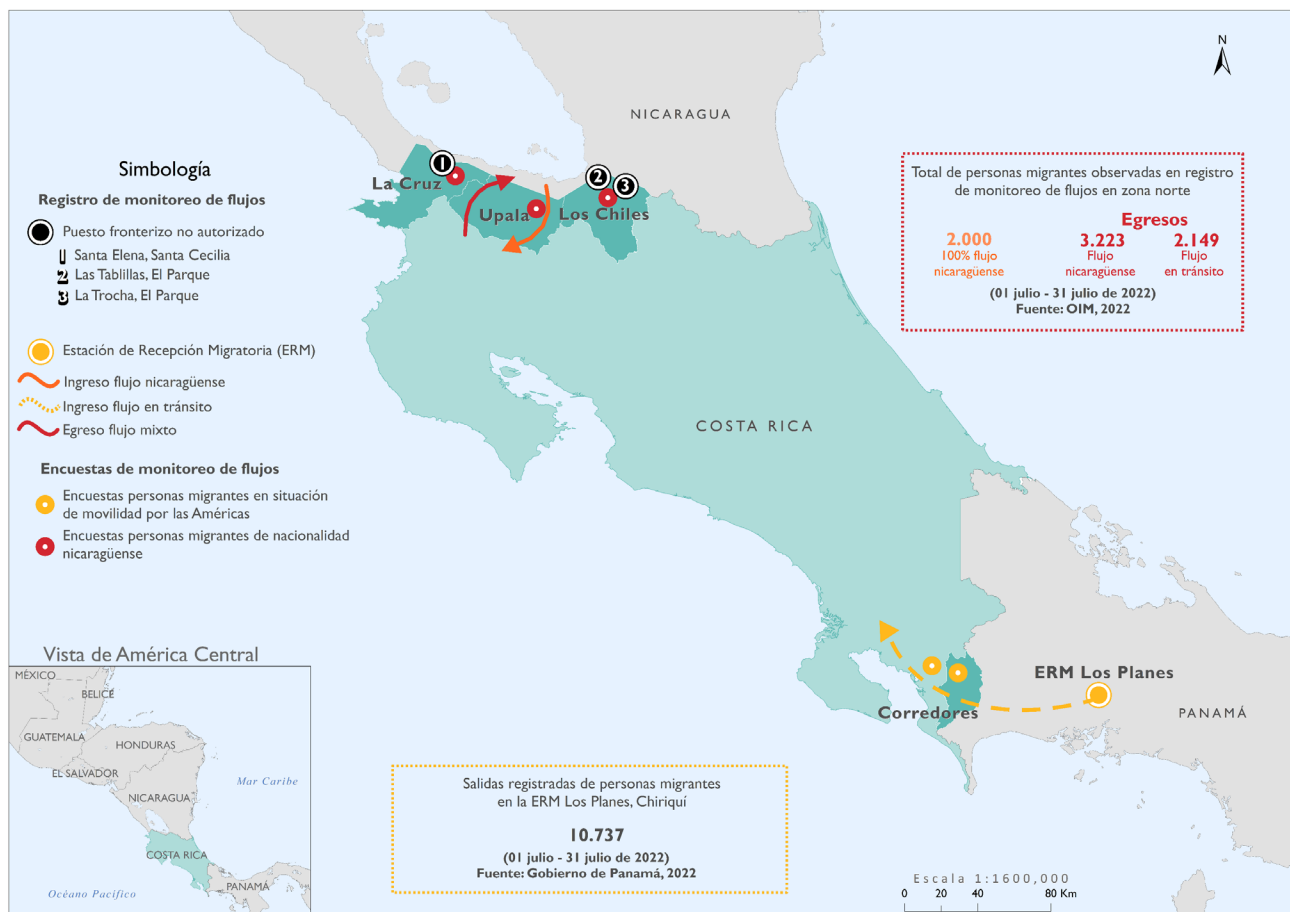 N
NICARAGUA
Simbología
Registro de monitoreo de flujos
Puesto fronterizo no autorizado
1 Santa Elena, Santa Cecilia
2 Las Tablillas, El Parque
3 La Trocha, El Parque
Estación de Recepción Migratoria (ERM)
Ingreso flujo nicaragüense
Ingreso flujo en tránsito
Egreso flujo mixto
Encuestas de monitoreo de flujos
Encuestas personas migrantes en situación
de movilidad por las Américas
Encuestas personas migrantes de nacionalidad
nicaragüense
1
2
3
La Cruz
Upala
Los Chiles
Total de personas migrantes observadas en registro
de monitoreo de flujos en zona norte
Egresos
2.000
100% flujo
nicaragüense
3.223
Flujo
nicaragüense
2.149
Flujo
en tránsito
(01 julio - 31 julio de 2022)
Fuente: OIM, 2022
COSTA RICA
ERM Los Planes
Corredores
PANAMÁ
Vista de América Central
MÉXICO
BELICE
GUATEMALA
HONDURAS
EL SALVADOR
NICARAGUA
Mar Caribe
COSTA RICA
PANAMÁ
Océano Pacífico
Salidas registradas de personas migrantes
en la ERM Los Planes, Chiriquí
10.737
(01 julio - 31 julio de 2022)
Fuente: Gobierno de Panamá, 2022
Escala 1:1600,000
0 20 40 80 Km